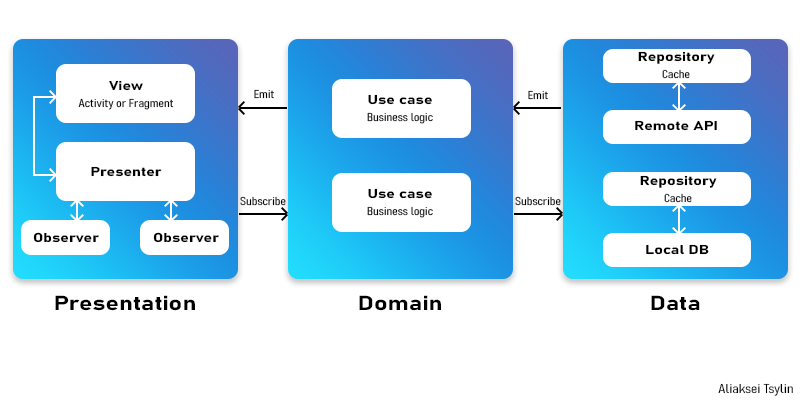 View
Activity or Fragment
Presenter
Observer
Observer
Presentation
Emit
Subscribe
Use case
Business logic
Use case
Business logic
Domain
Emit
Subscribe
Repository
Cache
Remote API
Repository
Cache
Local DB
Data
Aliaksei Tsylin